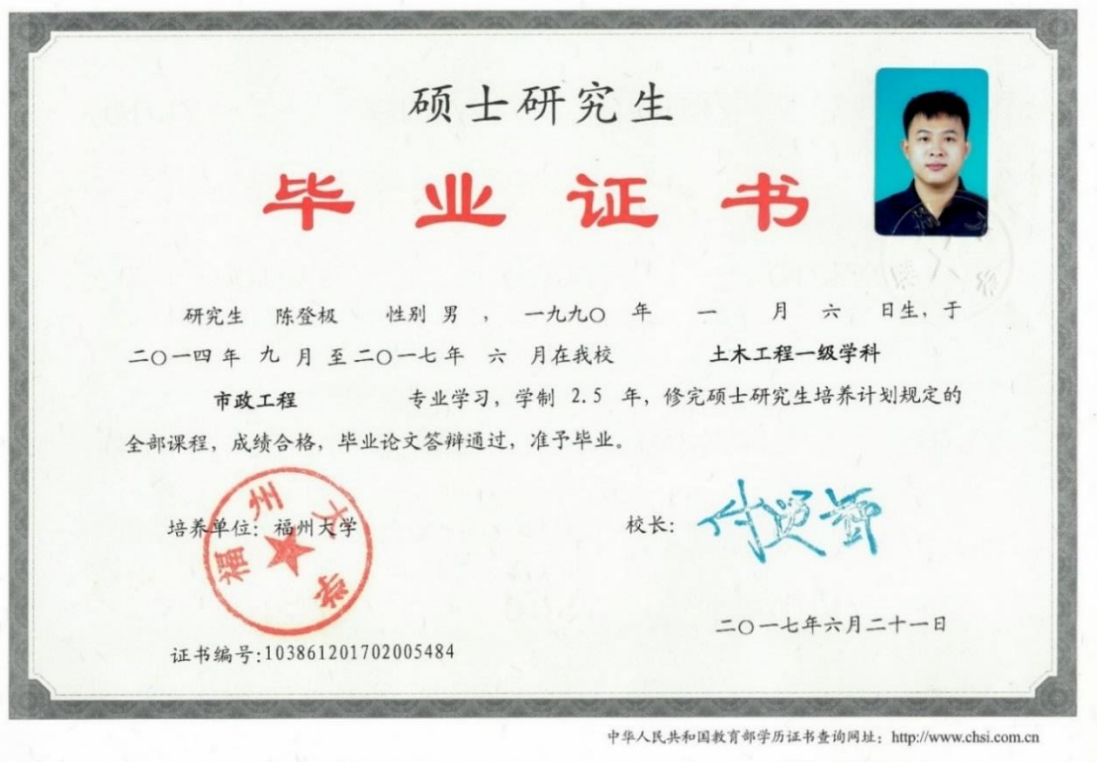 硕士研究生
毕业证书
研究生 陈登极 性别 男 ，一九九〇 年 一 月 六 日生，于
二〇一四年 九 月 至二〇一七年 六 月在我校 土木工程一级学科
市政工程 专业学习，学制 2.5 年，修完硕士研究生培养计划规定的
全部课程，成绩合格，毕业论文答辩通过，准予毕业。
培养单位：福州大学
福州大学
校长：
二〇一七年六月二十一日
证书编号:103861201702005484
中华人民共和国教育部学历证书查询网址：http://www.chsi.com.cn